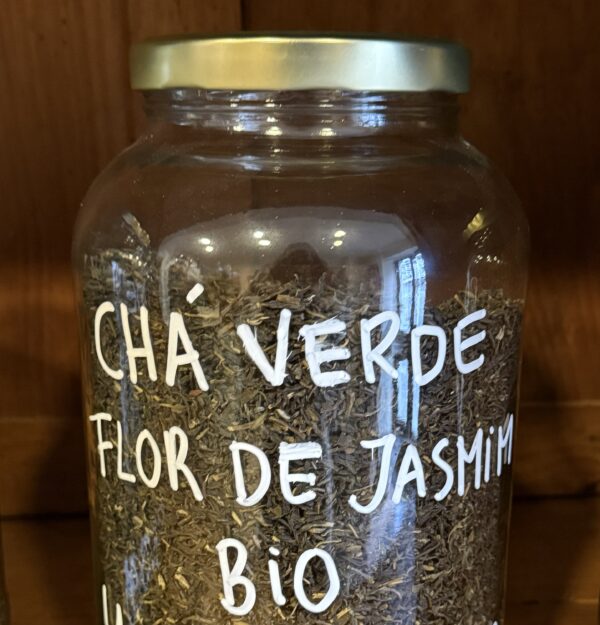 CHÁ VERDE
FLOR DE JASMIM
BIO